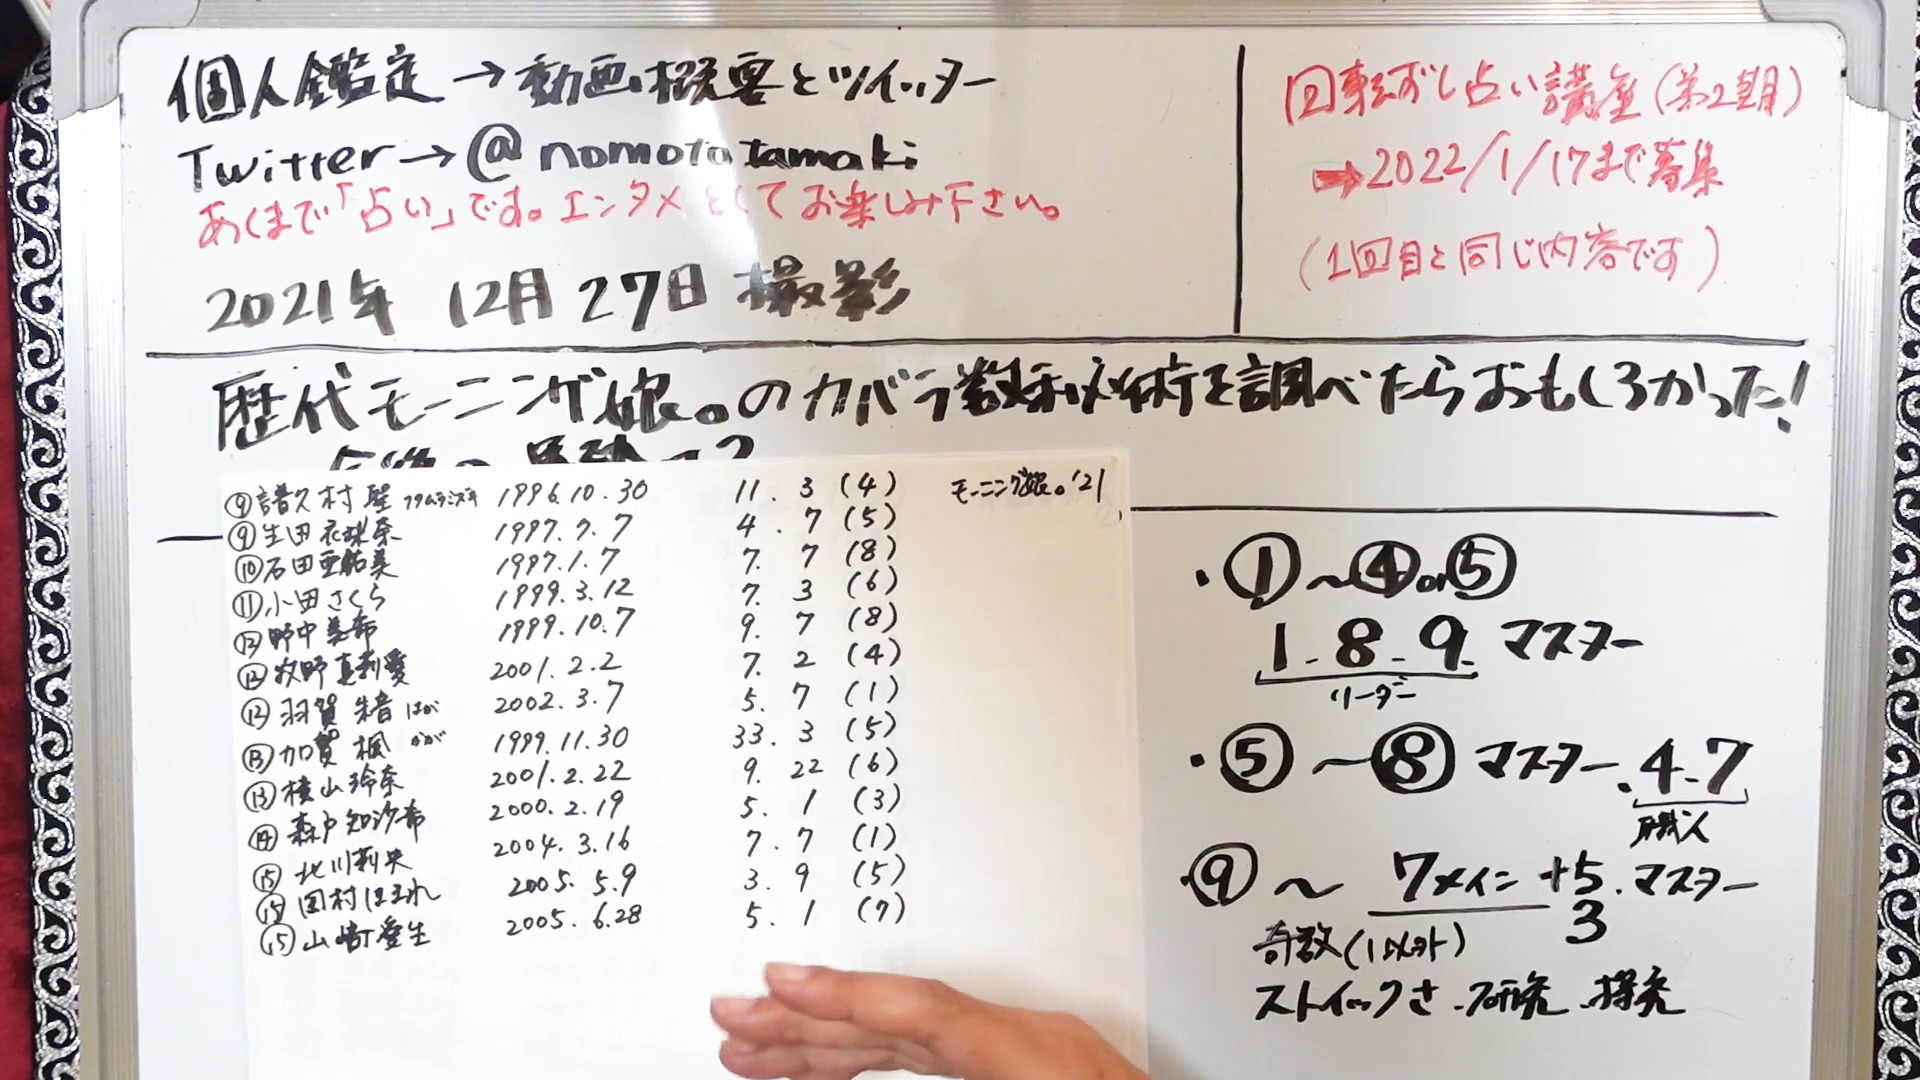 個人鑑定→動画概要とツイッター
Twitter→@nomototamaki
あくまで「占い」です。エンタメとしてお楽しみ下さい。
2021年 12月27日 撮影
回転ずし占い講座(第2期)
➡2022/1/17まで募集
(1回目と同じ内容です)
歴代モーニング娘。のカバラ数秘術を調べたらおもしろかった!
モーニング娘。'21
⑨譜久村聖 フクムラミズキ 1996.10.30 11.3(4)
⑨生田衣梨奈 1997.7.7 4.7(5)
⑩石田亜佑美 1997.1.7 7.7(8)
⑪小田さくら 1999.3.12 7.3(6)
⑫野中美希 1999.10.7 9.7(8)
⑫牧野真莉愛 2001.2.2 7.2(4)
⑫羽賀朱音 はが 2002.3.7 5.7(1)
⑬加賀楓 かが 1999.11.30 33.3(5)
⑬横山玲奈 2001.2.22 9.22(6)
⑭森戸知沙希 2000.2.19 5.1(3)
⑮北川莉央 2004.3.16 7.7(1)
⑮岡村ほまれ 2005.5.9 3.9(5)
⑮山﨑愛生 2005.6.28 5.1(7)
・①〜④or⑤
1.8.9.マスター
リーダー
・⑤〜⑧マスター.4.7
職人
・⑨〜 7メイン+5.マスター
3
奇数(1以外)
ストイックさ.研究.探究